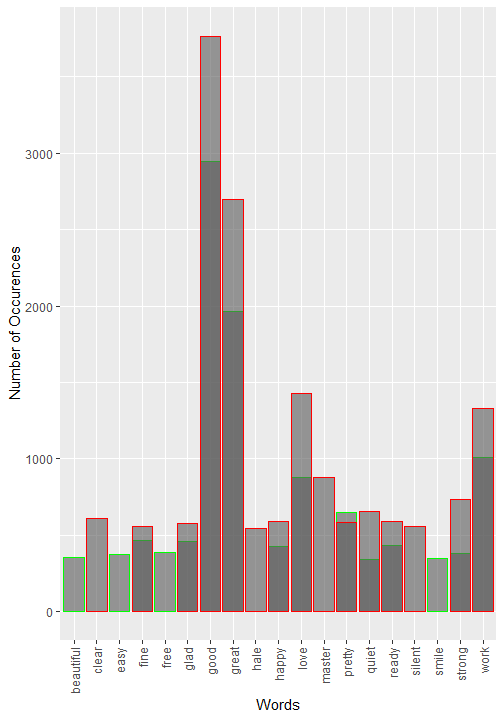 Number of Occurences
3000
2000
1000
0
beautiful
clear
easy
fine
free
glad
good
great
hale
happy
love
master
pretty
quiet
ready
silent
smile
strong
work
Words